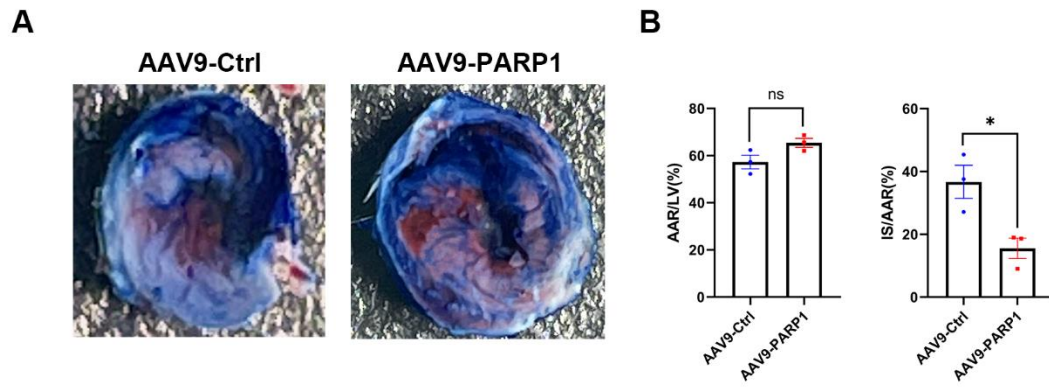 A
B
AAV9-Ctrl
AAV9-PARP1
ns
80
60
40
20
0
AAR/LV(%)
AAV9-Ctrl
AAV9-PARP1
*
60
40
20
0
IS/AAR(%)
AAV9-Ctrl
AAV9-PARP1